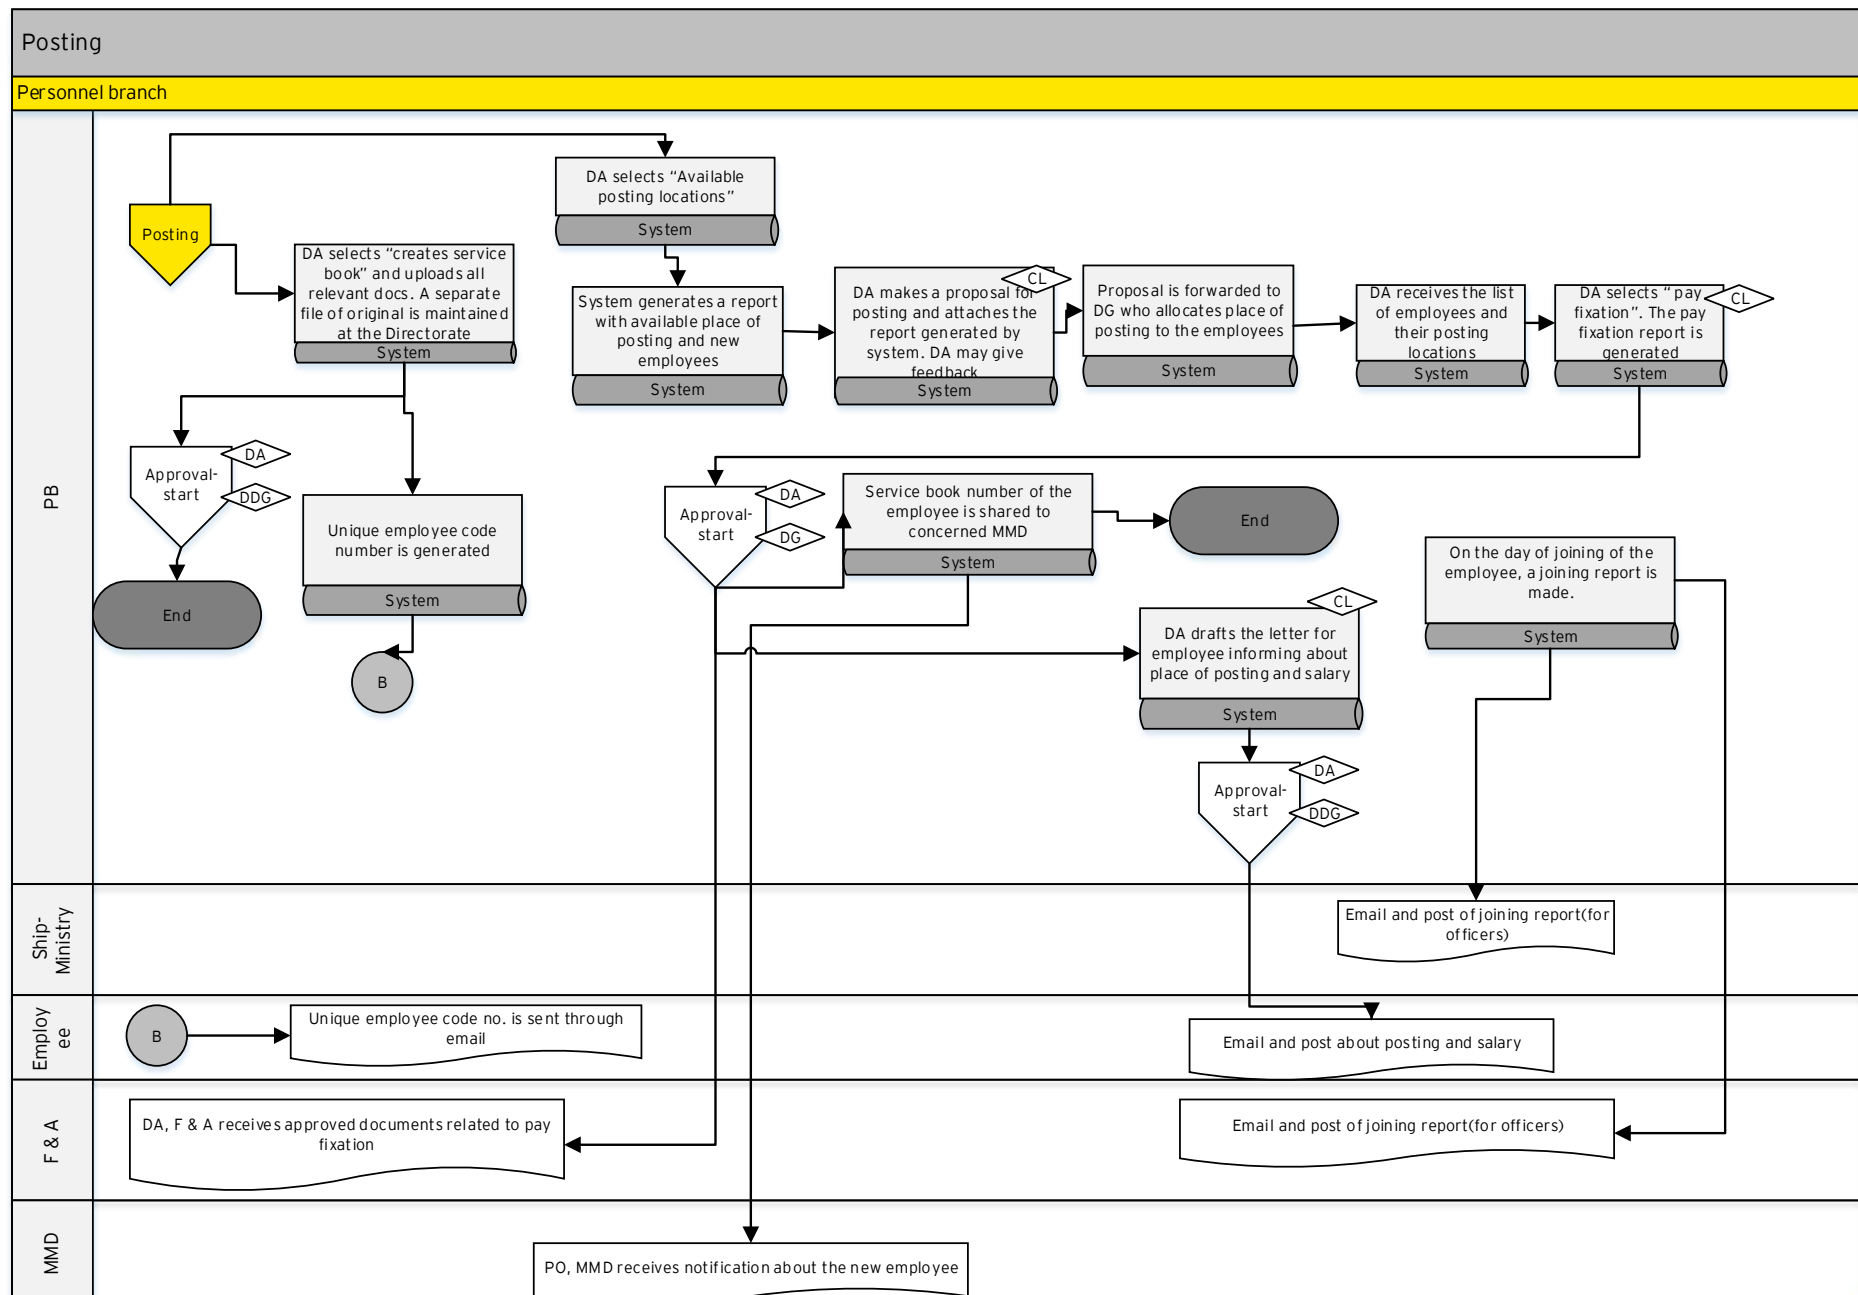 Posting
Personnel branch
PB
Posting
DA selects “Available
posting locations”
System
DA selects “creates service
book” and uploads all
relevant docs. A separate
file of original is maintained
at the Directorate
System
System generates a report
with available place of
posting and new
employees
System
CL
DA makes a proposal for
posting and attaches the
report generated by
system. DA may give
feedback
System
Proposal is forwarded to
DG who allocates place of
posting to the employees
System
DA receives the list
of employees and
their posting
locations
System
CL
DA selects “ pay
fixation”. The pay
fixation report is
generated
System
Approval-
start
DA
DDG
End
Unique employee code
number is generated
System
B
Approval-
start
DA
DG
Service book number of the
employee is shared to
concerned MMD
System
End
On the day of joining of the
employee, a joining report is
made.
System
CL
DA drafts the letter for
employee informing about
place of posting and salary
System
Approval-
start
DA
DDG
Ship-
Ministry
Email and post of joining report(for
officers)
Employ
ee
B
Unique employee code no. is sent through
email
Email and post about posting and salary
F & A
DA, F & A receives approved documents related to pay
fixation
Email and post of joining report(for officers)
MMD
PO, MMD receives notification about the new employee